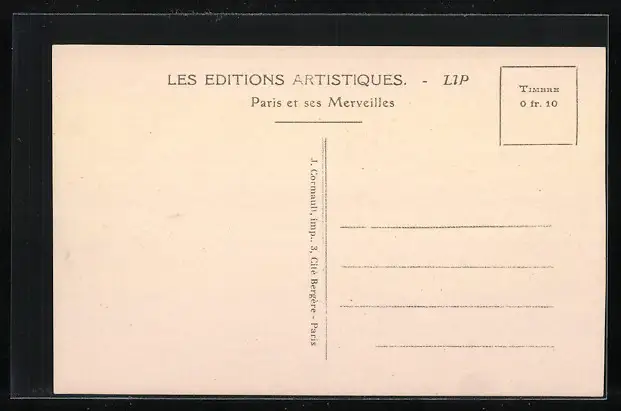 LES EDITIONS ARTISTIQUES. - LIP
Paris et ses Merveilles
TIMBRE
0 fr. 10
J. Cormault, imp., 3, Cité Bergère - Paris